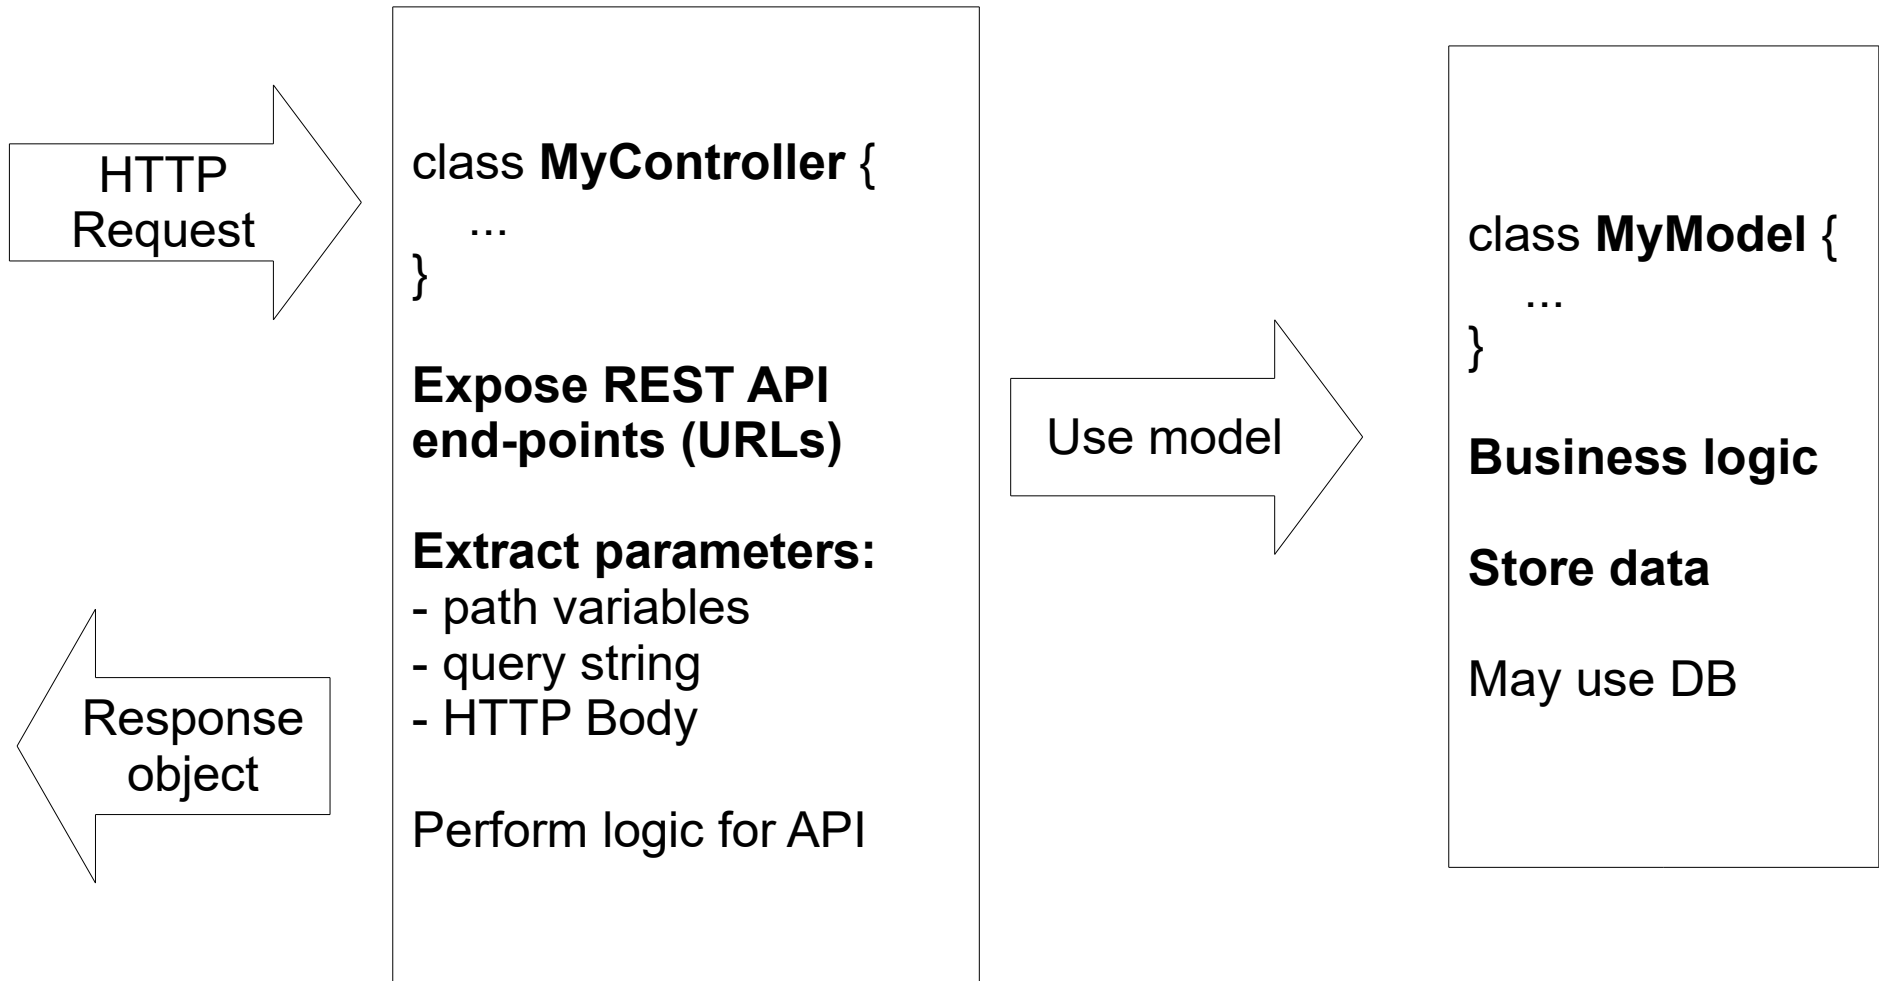 HTTP
Request
class MyController {
...
}
Expose REST API
end-points (URLs)
Extract parameters:
- path variables
- query string
- HTTP Body
Perform logic for API
Response
object
Use model
class MyModel {
...
}
Business logic
Store data
May use DB